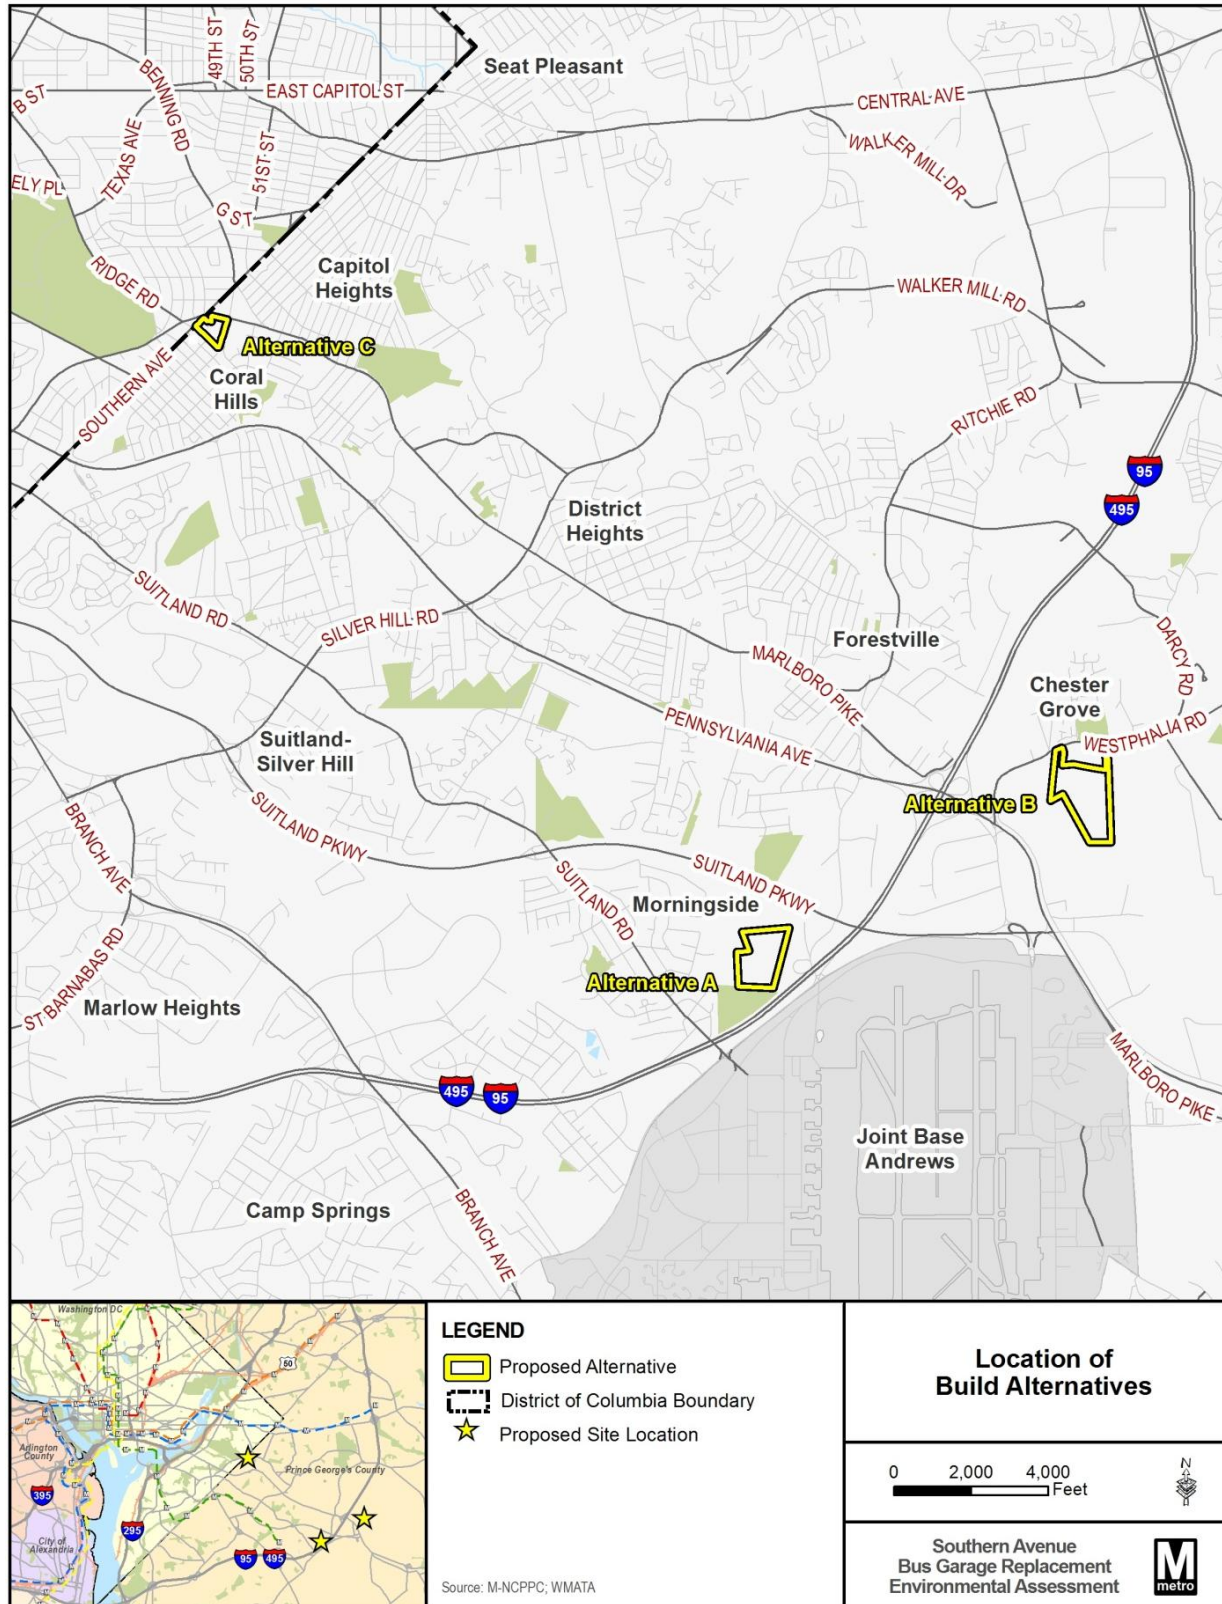 49TH ST
50TH ST
BENNING RD
Seat Pleasant
EAST CAPITOL ST
B ST
CENTRAL AVE
TEXAS AVE
51ST ST
WALKER MILL DR
ELY PL
G ST
RIDGE RD
Capitol
Heights
WALKER MILL RD
Alternative C
SOUTHERN AVE
Coral
Hills
RITCHIE RD
95
495
District
Heights
SUITLAND RD
SILVER HILL RD
Forestville
MARLBORO PIKE
DARCY RD
Chester
Grove
WESTPHALIA RD
PENNSYLVANIA AVE
Suitland-
Silver Hill
Alternative B
SUITLAND PKWY
BRANCH AVE
SUITLAND PKWY
SUITLAND RD
Morningside
Alternative A
ST BARNABAS RD
Marlow Heights
MARLBORO PIKE
495
95
Joint Base
Andrews
Camp Springs
BRANCH AVE
Washington DC
50
Arlington
County
Prince George's County
395
295
City of
Alexandria
95
495
LEGEND
Proposed Alternative
District of Columbia Boundary
Proposed Site Location
Source: M-NCPPC; WMATA
Location of
Build Alternatives
0 2,000 4,000
Feet
N
Southern Avenue
Bus Garage Replacement
Environmental Assessment
M
metro